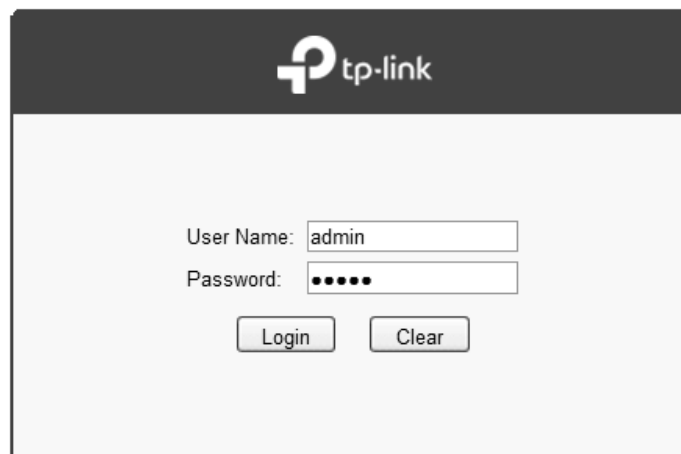 tp-link
User Name: admin
Password: •••••
Login Clear